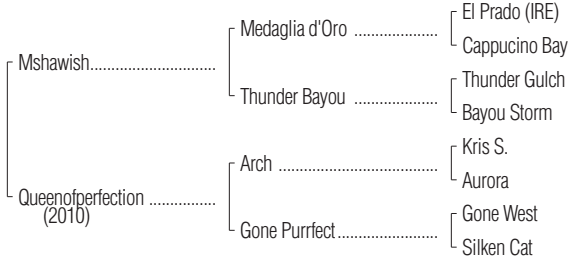 El Prado (IRE)
Medaglia d'Oro ....................
Cappucino Bay
Mshawish..............................
Thunder Gulch
Thunder Bayou ....................
Bayou Storm
Kris S.
Arch ......................................
Aurora
Queenofperfection ................
(2010)
Gone West
Gone Purrfect........................
Silken Cat